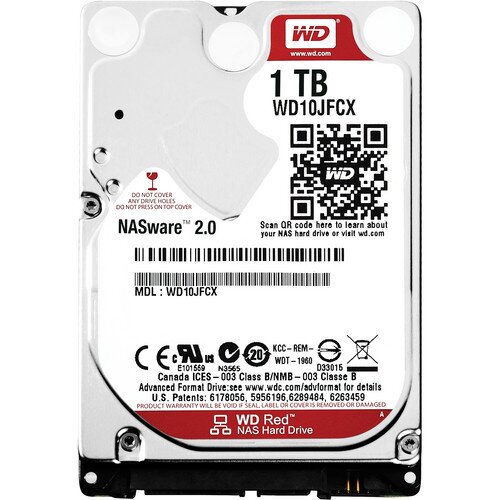 WD
www.wd.com
1 TB
WD10JFCX
WD
DO NOT COVER
ANY DRIVE HOLES
DO NOT PRESS ON TOP COVER
NASware™ 2.0
Scan QR code here to learn about
your NAS hard drive or visit wd.com
MDL : WD10JFCX
E101559
N3565
20
KCC-REM-
WDT-1960
D33015
Canada ICES-003 Class B/NMB-003 Classe B
Advanced Format Drive:see www.wdc.com/advformat for details
U.S. Patents: 6178056, 5956196,6289484, 6263459
PRODUCT WARRANTY WILL BE VOID IF ANY SEAL, LABEL OR COVER IS REMOVED OR DAMAGED
WD Red™
NAS Hard Drive
A